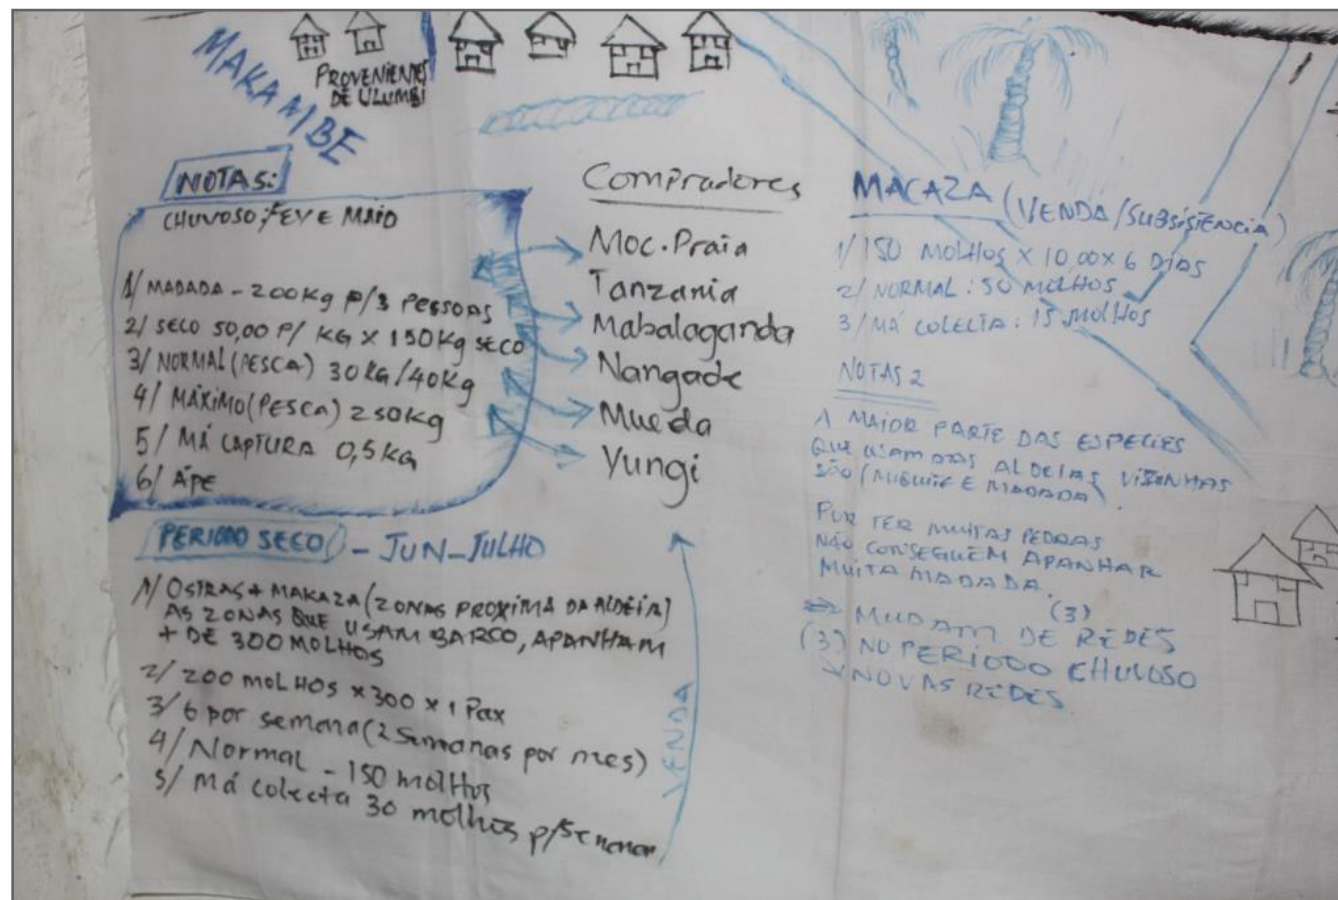 MAKAMBE
PROVENIENTES
DE ULUMBI
NOTAS:
CHUVOSO; FEV E MAIO
1/ MADADA - 200Kg P/3 PESSOAS
2/ SECO 50,00 P/ KG X 150Kg SECO
3/ NORMAL (PESCA) 30KG/40Kg
4/ MÁXIMO (PESCA) 250KG
5/ MÁ CAPTURA 0,5KG
6/ ÁPE
Compradores
Moc. Praia
Tanzania
Mabalaganda
Nangade
Mueda
Yungi
PERIODO SECO - JUN-JULHO
1/ OSTRAS + MAKAZA (ZONAS PROXIMA DA ALDEIA)
AS ZONAS QUE USAM BARCO, APANHAM
+ DE 300 MOLHOS
2/ 200 MOLHOS x 300 x 1 Pax
3/ 6 por semana (2 Semanas por mes)
4/ Normal - 150 molhos
5/ má colecta 30 molhos p/
VENDA
MACAZA (VENDA/SUBSISTÊNCIA)
1/ 150 MOLHOS X 10,00 X 6 DIAS
2/ NORMAL: 50 MOLHOS
3/ MÁ COLECTA: 15 MOLHOS
NOTAS 2
A MAIOR PARTE DAS ESPECIES
QUE USAM DAS ALDEIAS VIZINHAS
SÃO ( E MADADA
POR TER MUITAS PEDRAS
NÃO CONSEGUEM APANHAR
MUITA MADADA.
(3)
⇒ MUDAM DE REDES
(3) NO PERÍODO CHUVOSO
NOVAS REDES